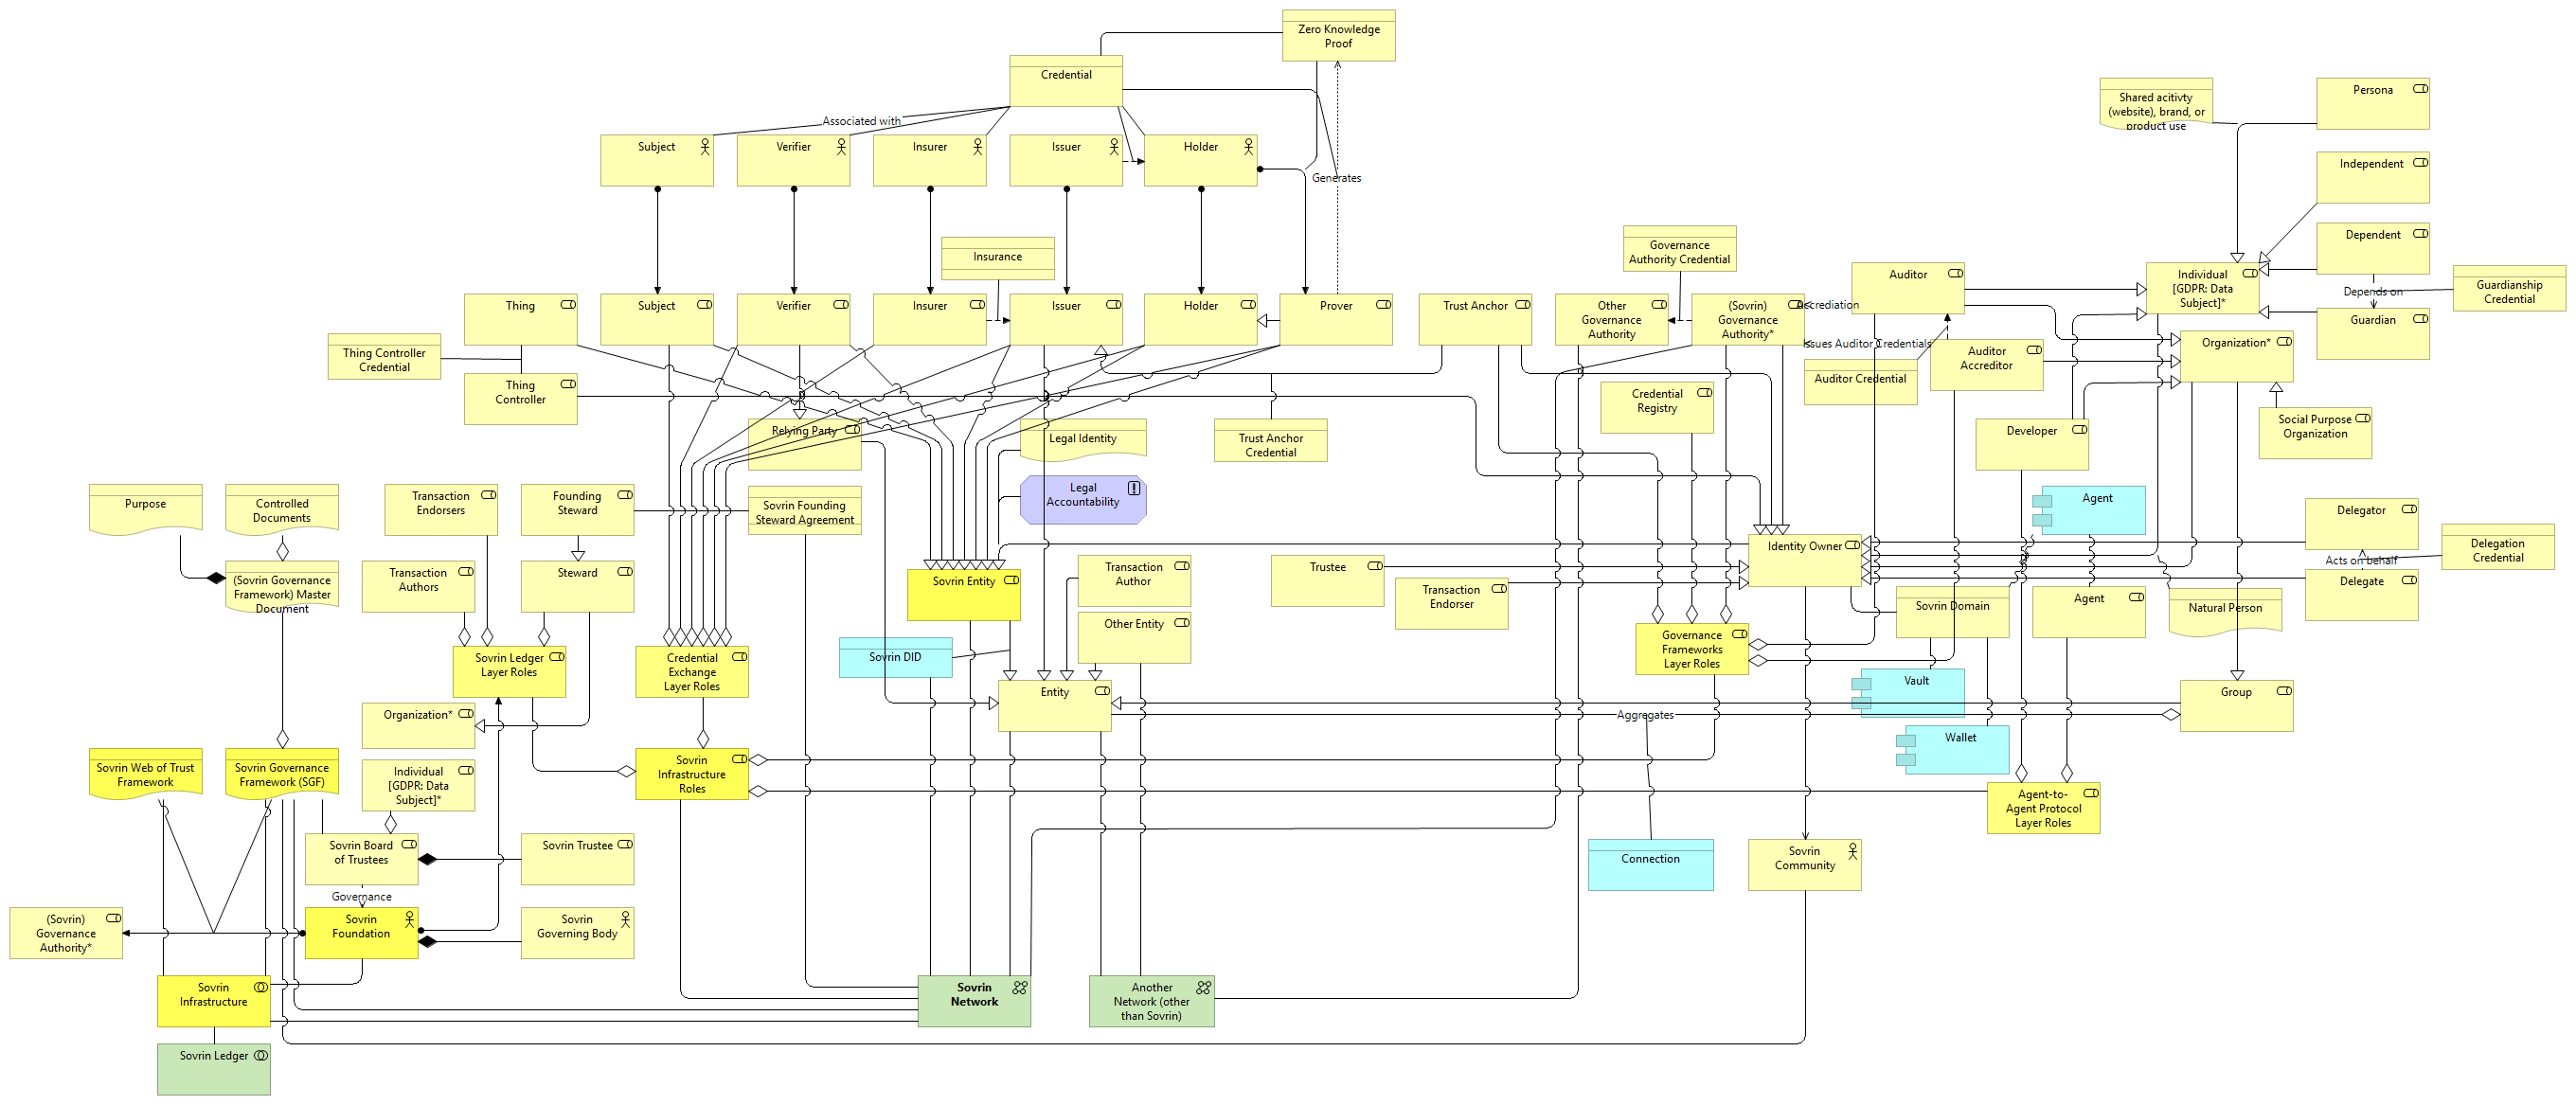 Zero Knowledge
Proof
Credential
Associated with
Subject
Verifier
Insurer
Issuer
Holder
Generates
Shared acitivty
(website), brand, or
product use
Persona
Independent
Dependent
Depends on
Guardianship
Credential
Guardian
Individual
[GDPR: Data
Subject]*
Organization*
Social Purpose
Organization
Insurance
Governance
Authority Credential
Auditor
Thing
Subject
Verifier
Insurer
Issuer
Holder
Prover
Trust Anchor
Other
Governance
Authority
(Sovrin)
Governance
Authority*
Accrediation
Issues Auditor Credentials
Auditor
Accreditor
Auditor Credential
Thing Controller
Credential
Thing
Controller
Relying Party
Legal Identity
Trust Anchor
Credential
Credential
Registry
Developer
Legal
Accountability
Agent
Purpose
Controlled
Documents
Transaction
Endorsers
Founding
Steward
Sovrin Founding
Steward Agreement
Delegator
Acts on behalf
Delegation
Credential
Delegate
Identity Owner
(Sovrin Governance
Framework) Master
Document
Transaction
Authors
Steward
Sovrin Entity
Transaction
Author
Trustee
Transaction
Endorser
Sovrin Domain
Agent
Natural Person
Other Entity
Sovrin Ledger
Layer Roles
Credential
Exchange
Layer Roles
Sovrin DID
Governance
Frameworks
Layer Roles
Entity
Vault
Group
Organization*
Aggregates
Wallet
Sovrin Web of Trust
Framework
Sovrin Governance
Framework (SGF)
Individual
[GDPR: Data
Subject]*
Sovrin
Infrastructure
Roles
Agent-to-
Agent Protocol
Layer Roles
Sovrin Board
of Trustees
Sovrin Trustee
Connection
Sovrin
Community
Governance
(Sovrin)
Governance
Authority*
Sovrin
Foundation
Sovrin
Governing Body
Sovrin
Infrastructure
Sovrin
Network
Another
Network (other
than Sovrin)
Sovrin Ledger